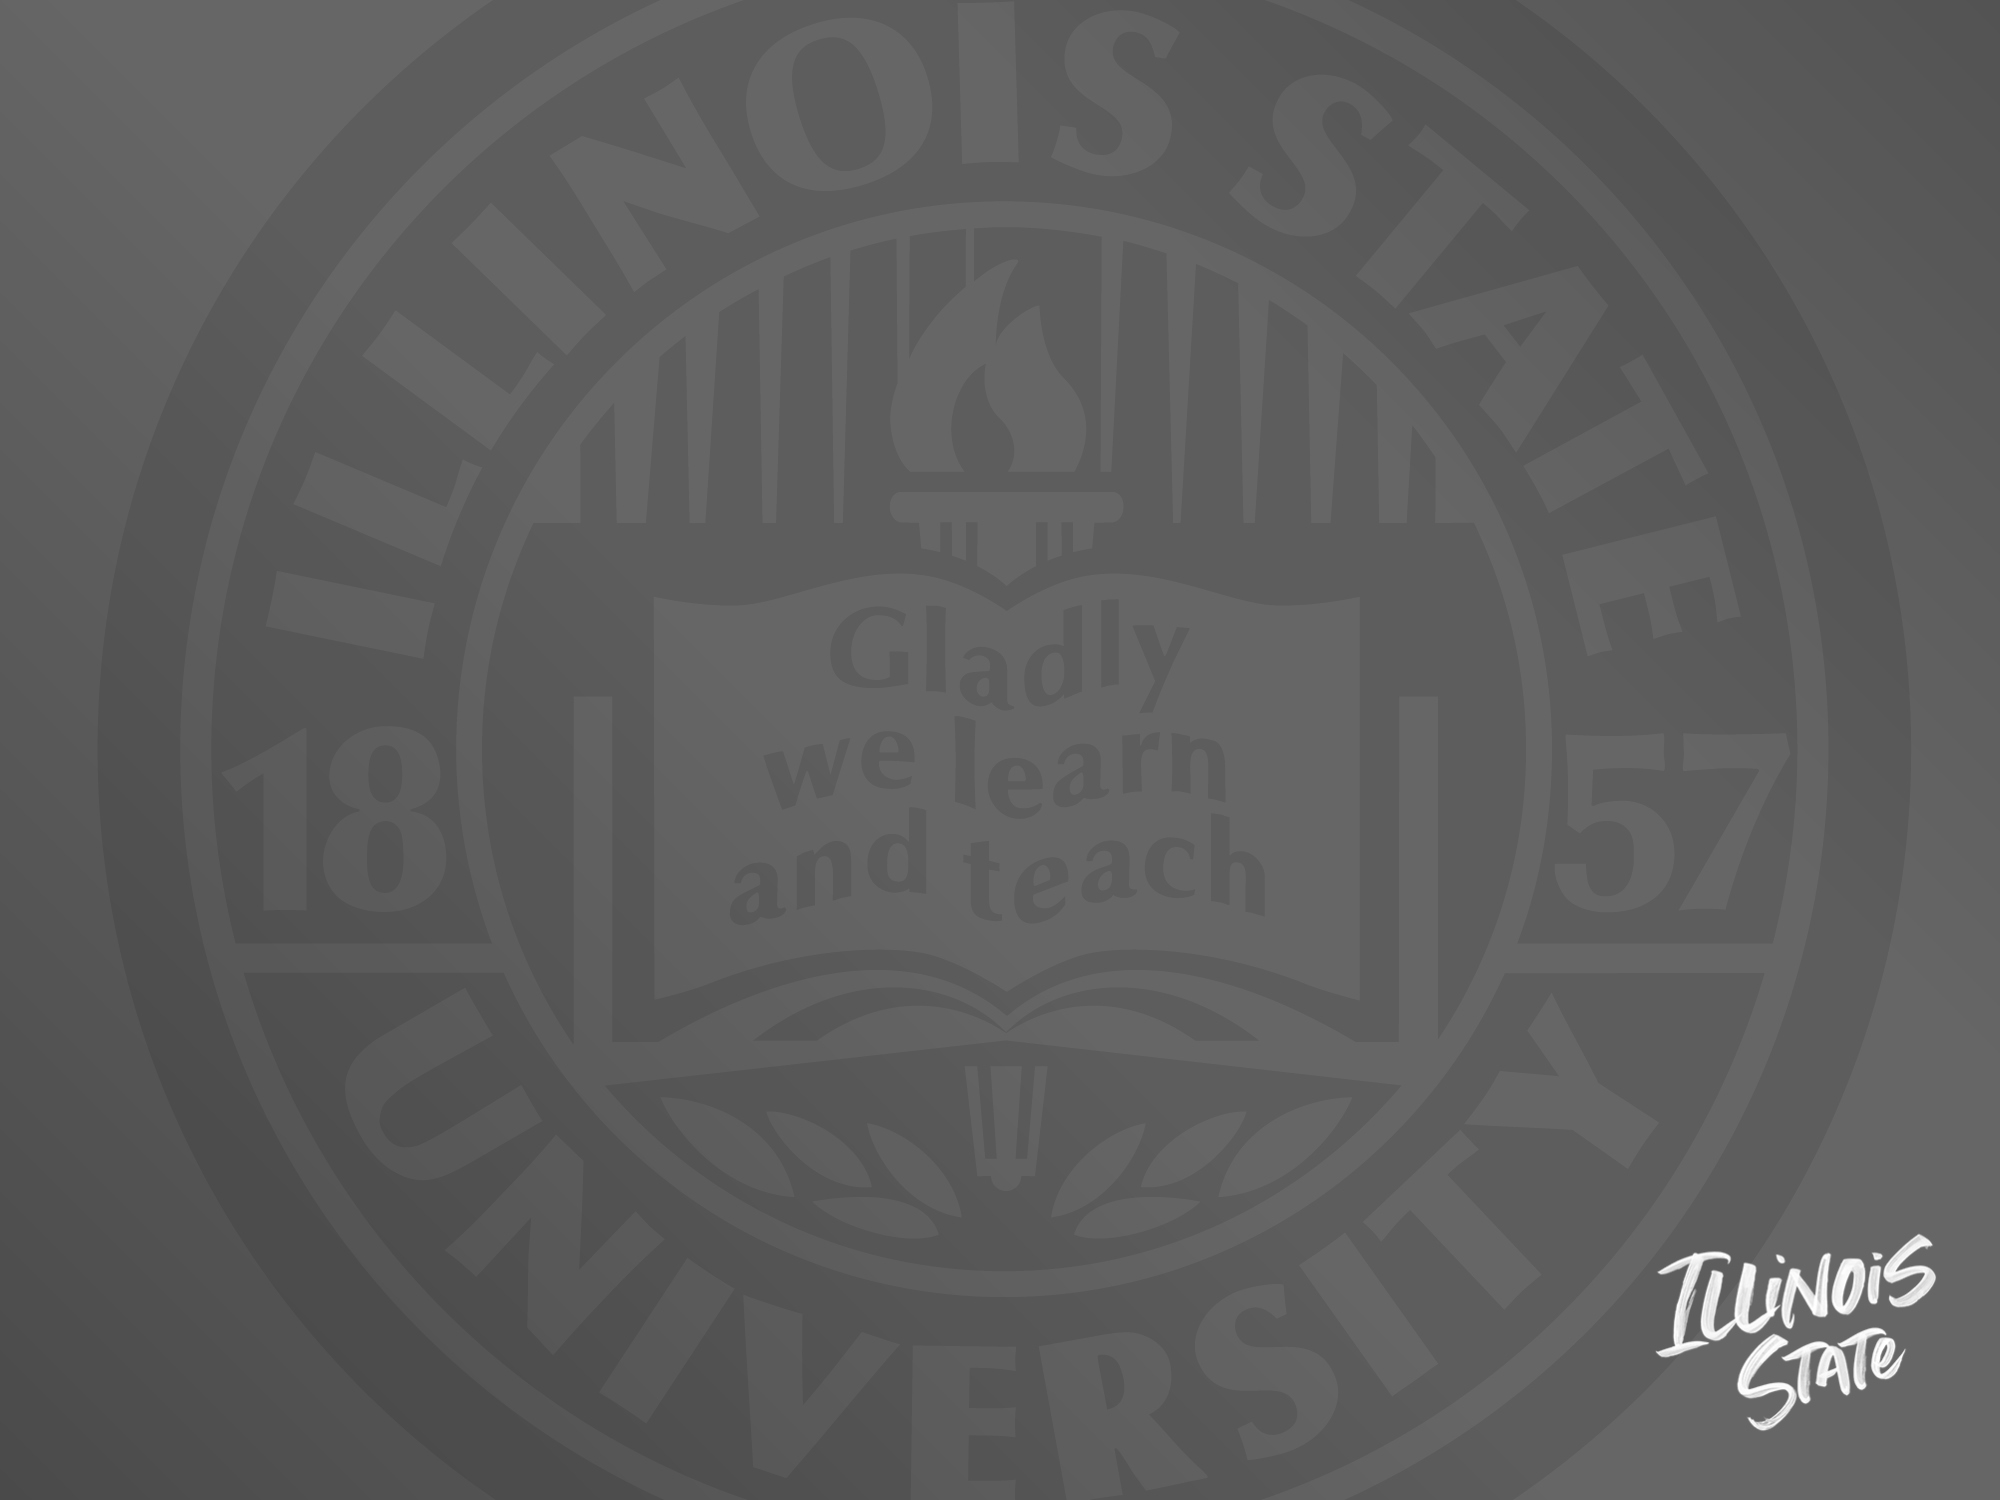 ILLINOIS STATE
18 57
Gladly
we learn
and teach
UNIVERSITY
ILLINOIS
STATE